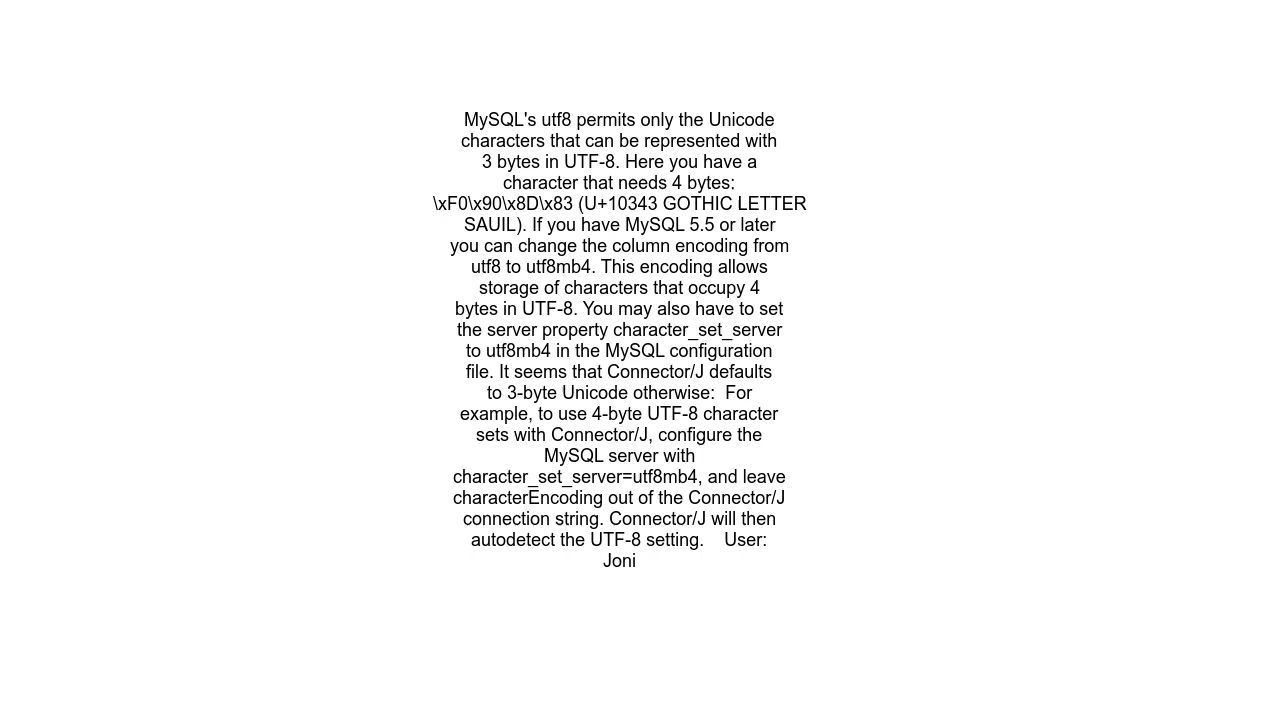 MySQL's utf8 permits only the Unicode
characters that can be represented with
3 bytes in UTF-8. Here you have a
character that needs 4 bytes:
\xF0\x90\x8D\x83 (U+10343 GOTHIC LETTER
SAUIL). If you have MySQL 5.5 or later
you can change the column encoding from
utf8 to utf8mb4. This encoding allows
storage of characters that occupy 4
bytes in UTF-8. You may also have to set
the server property character_set_server
to utf8mb4 in the MySQL configuration
file. It seems that Connector/J defaults
to 3-byte Unicode otherwise:  For
example, to use 4-byte UTF-8 character
sets with Connector/J, configure the
MySQL server with
character_set_server=utf8mb4, and leave
characterEncoding out of the Connector/J
connection string. Connector/J will then
autodetect the UTF-8 setting.    User:
Joni